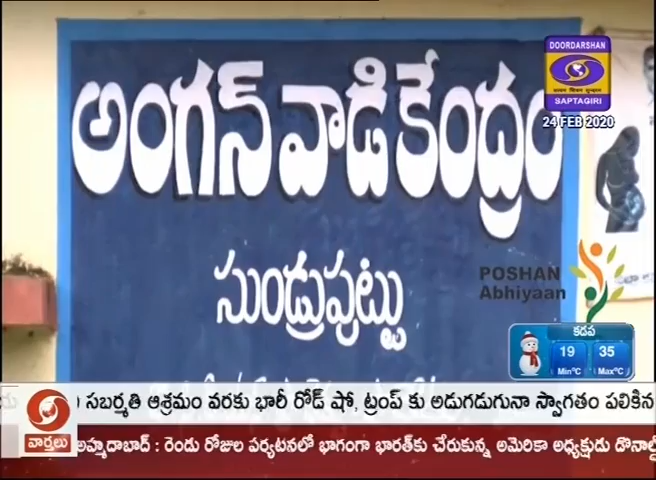 DOORDARSHAN
SAPTAGIRI
24 FEB 2020
అంగన్ వాడి కేంద్రం
సుండ్రుపుట్టు
POSHAN
Abhiyaan
కడప
19 35
Min°C Max°C
సబర్మతి ఆశ్రమం వరకు భారీ రోడ్ షో, ట్రంప్ కు అడుగడుగునా స్వాగతం పలికిన
వార్తలు
అహ్మదాబాద్ : రెండు రోజుల పర్యటనలో భాగంగా భారత్‌కు చేరుకున్న అమెరికా అధ్యక్షుడు డొనాల్డ్